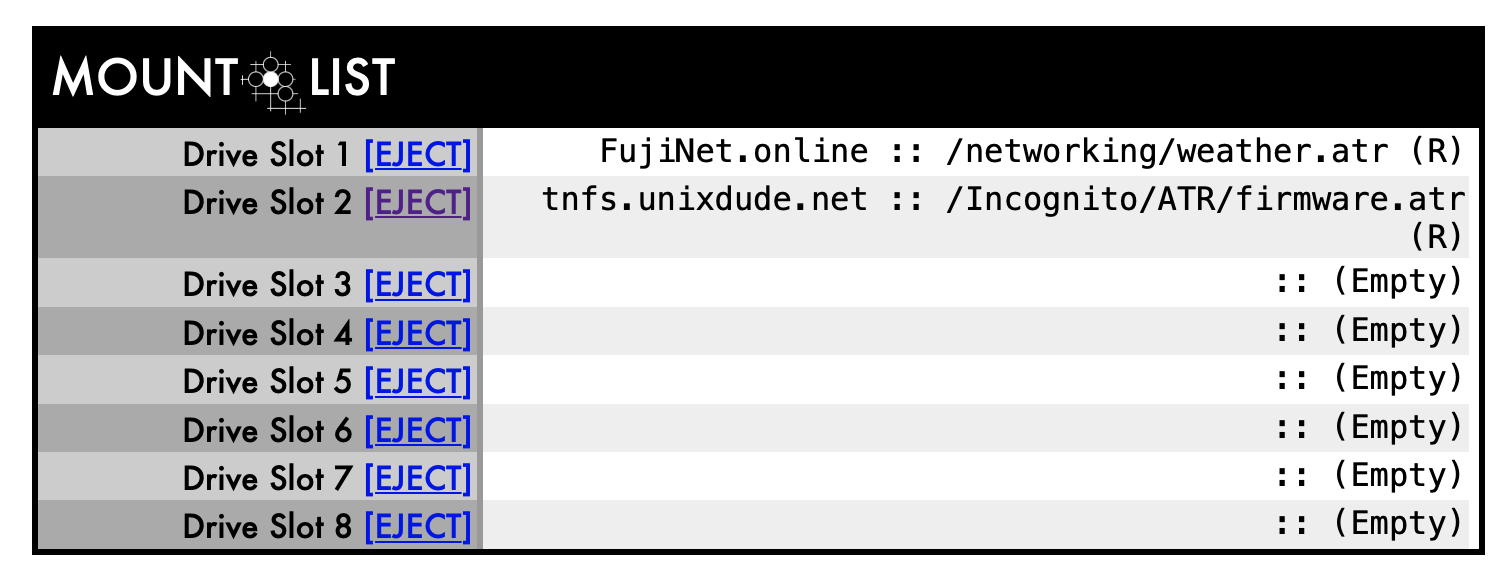 MOUNT LIST
Drive Slot 1 [EJECT] FujiNet.online :: /networking/weather.atr (R)
Drive Slot 2 [EJECT] tnfs.unixdude.net :: /Incognito/ATR/firmware.atr
(R)
Drive Slot 3 [EJECT] :: (Empty)
Drive Slot 4 [EJECT] :: (Empty)
Drive Slot 5 [EJECT] :: (Empty)
Drive Slot 6 [EJECT] :: (Empty)
Drive Slot 7 [EJECT] :: (Empty)
Drive Slot 8 [EJECT] :: (Empty)